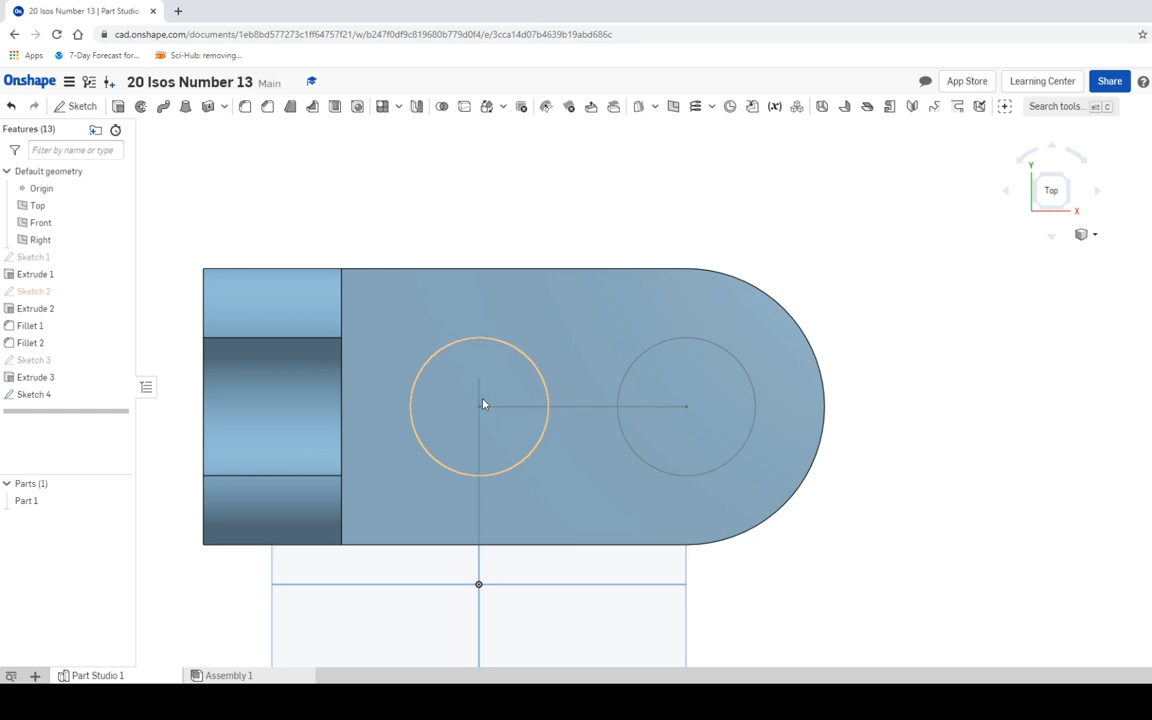 20 Isos Number 13 | Part Studio
cad.onshape.com/documents/1eb8bd577273c1ff64757f21/w/b247f0df9c819680b779d0f4/e/3cca14d07b4639b19abd686c
Apps 7-Day Forecast for... Sci-Hub: removing...
Onshape 20 Isos Number 13 Main App Store Learning Center Share
Sketch Search tools... alt C
Features (13)
Filter by name or type
Default geometry
Origin
Top
Front
Right
Sketch 1
Extrude 1
Sketch 2
Extrude 2
Fillet 1
Fillet 2
Sketch 3
Extrude 3
Sketch 4
Parts (1)
Part 1
Y
Top
X
Part Studio 1 Assembly 1